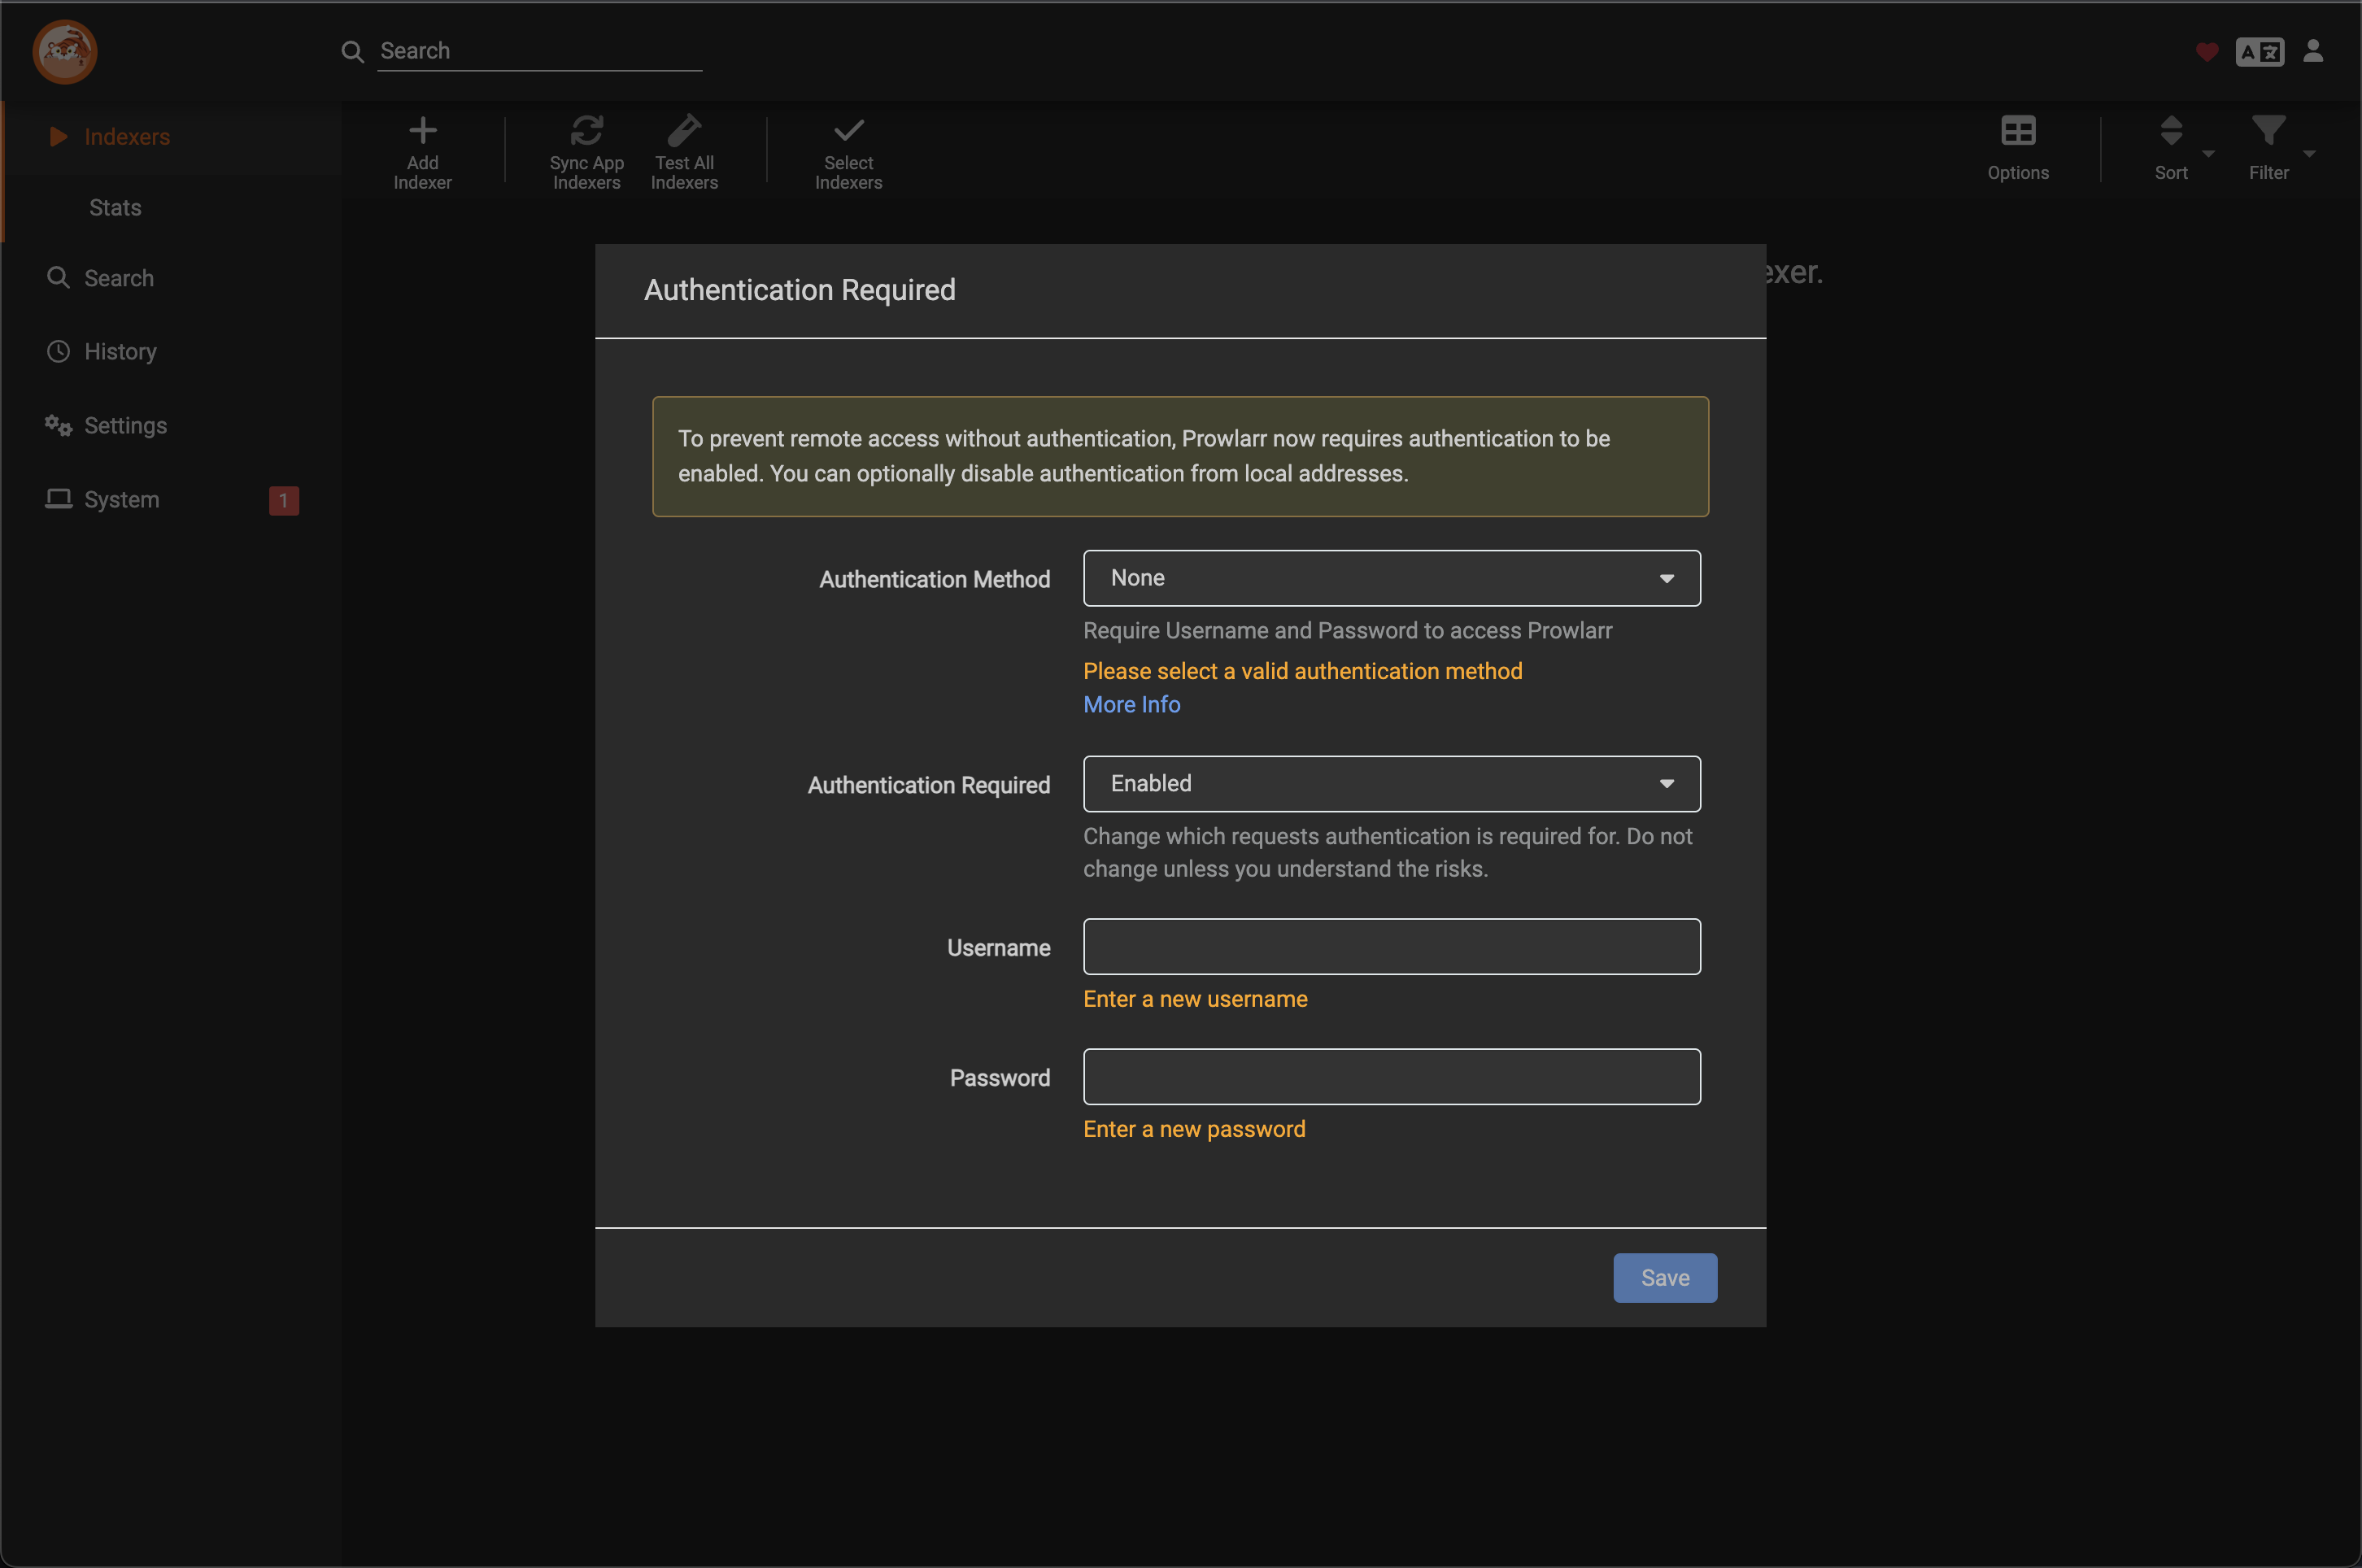 Search
Indexers
Stats
Search
History
Settings
System
1
Add
Indexer
Sync App
Indexers
Test All
Indexers
Select
Indexers
Options
Sort
Filter
Authentication Required
To prevent remote access without authentication, Prowlarr now requires authentication to be
enabled. You can optionally disable authentication from local addresses.
Authentication Method
None
Require Username and Password to access Prowlarr
Please select a valid authentication method
More Info
Authentication Required
Enabled
Change which requests authentication is required for. Do not
change unless you understand the risks.
Username
Enter a new username
Password
Enter a new password
Save